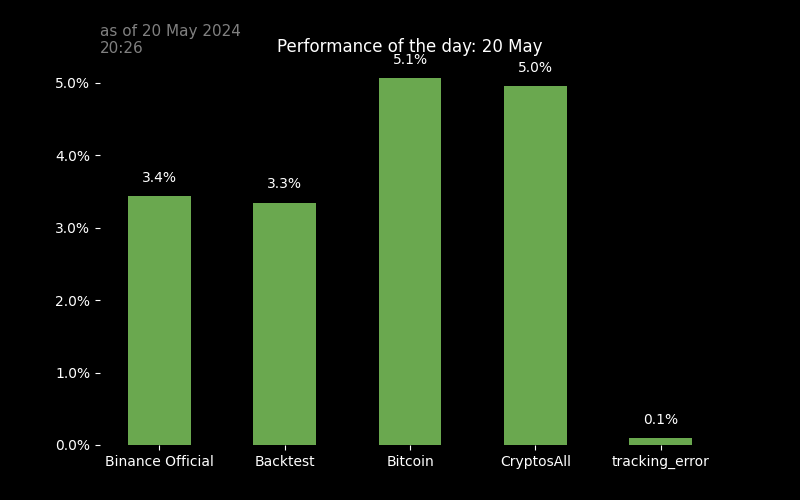 as of 20 May 2024
20:26
Performance of the day: 20 May
5.0%
4.0%
3.0%
2.0%
1.0%
0.0%
3.4%
3.3%
5.1%
5.0%
0.1%
Binance Official
Backtest
Bitcoin
CryptosAll
tracking_error